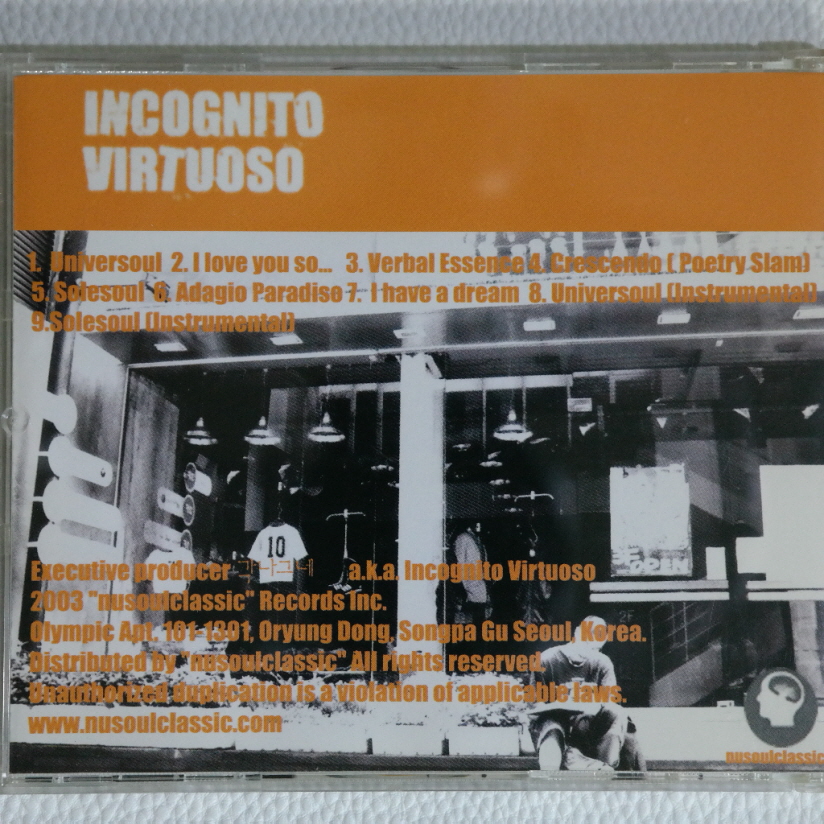 INCOGNITO
VIRTUOSO
1. Universoul 2. I love you so... 3. Verbal Essence 4. Crescendo ( Poetry Slam)
5. Solesoul 6. Adagio Paradiso 7. I have a dream 8. Universoul (Instrumental)
9.Solesoul (Instrumental)
10
OPEN
Executive producer a.k.a. Incognito Virtuoso
2003 "nusoulclassic" Records Inc.
Olympic Apt. 101-1301, Oryung Dong, Songpa Gu Seoul, Korea.
2F
Distributed by "nusoulclassic" All rights reserved.
Unauthorized duplication is a violation of applicable laws.
www.nusoulclassic.com
nusoulclassic